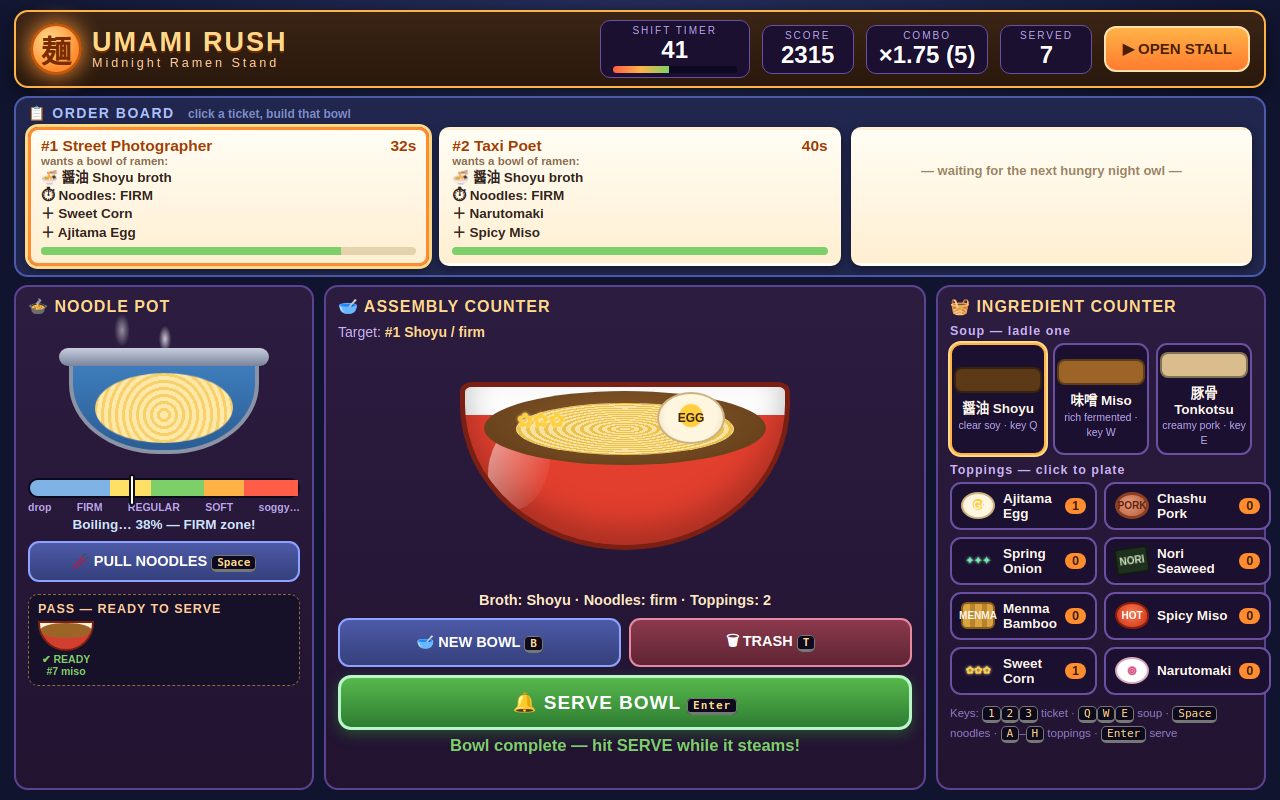 麺 UMAMI RUSH
Midnight Ramen Stand
SHIFT TIMER
41
SCORE
2315
COMBO
×1.75 (5)
SERVED
7
▶ OPEN STALL
📋 ORDER BOARD click a ticket, build that bowl
#1 Street Photographer 32s
wants a bowl of ramen:
🍜 醤油 Shoyu broth
⏱ Noodles: FIRM
＋ Sweet Corn
＋ Ajitama Egg
#2 Taxi Poet 40s
wants a bowl of ramen:
🍜 醤油 Shoyu broth
⏱ Noodles: FIRM
＋ Narutomaki
＋ Spicy Miso
— waiting for the next hungry night owl —
🍲 NOODLE POT
drop FIRM REGULAR SOFT soggy…
Boiling… 38% — FIRM zone!
🥢 PULL NOODLES Space
PASS — READY TO SERVE
✔ READY
#7 miso
🥣 ASSEMBLY COUNTER
Target: #1 Shoyu / firm
EGG
Broth: Shoyu · Noodles: firm · Toppings: 2
🥣 NEW BOWL B
🗑 TRASH T
🔔 SERVE BOWL Enter
Bowl complete — hit SERVE while it steams!
🧺 INGREDIENT COUNTER
Soup — ladle one
醤油 Shoyu
clear soy · key Q
味噌 Miso
rich fermented ·
key W
豚骨
Tonkotsu
creamy pork · key
E
Toppings — click to plate
Ajitama
Egg
1
PORK
Chashu
Pork
0
Spring
Onion
0
NORI
Nori
Seaweed
0
MENMA
Menma
Bamboo
0
HOT
Spicy Miso
0
Sweet
Corn
1
Narutomaki
0
Keys: 1 2 3 ticket · Q W E soup · Space
noodles · A–H toppings · Enter serve